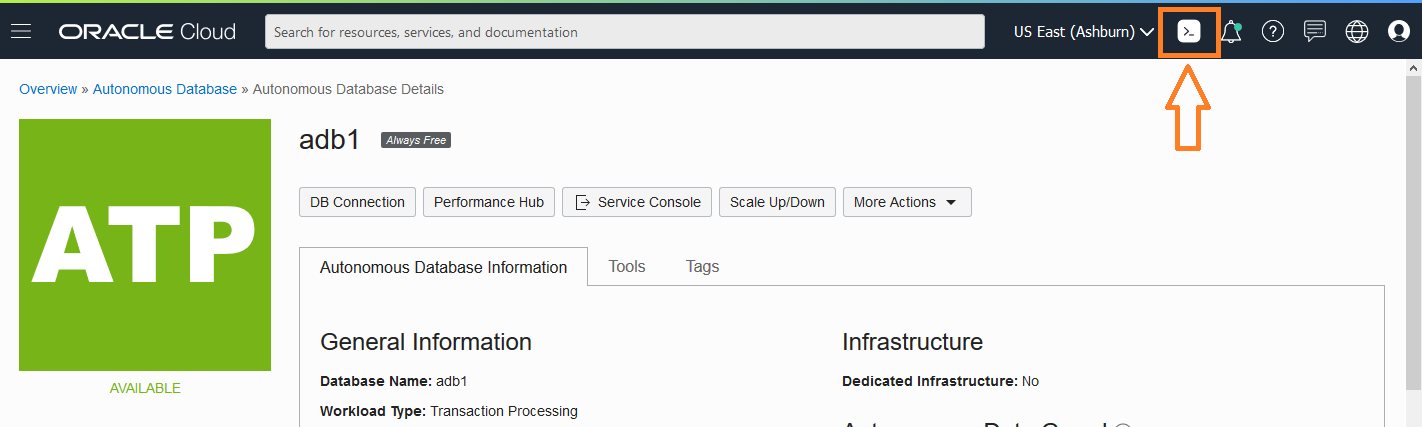 ORACLE Cloud Search for resources, services, and documentation US East (Ashburn)
Overview » Autonomous Database » Autonomous Database Details
ATP
AVAILABLE
adb1 Always Free
DB Connection Performance Hub Service Console Scale Up/Down More Actions
Autonomous Database Information Tools Tags
General Information
Database Name: adb1
Workload Type: Transaction Processing
Infrastructure
Dedicated Infrastructure: No